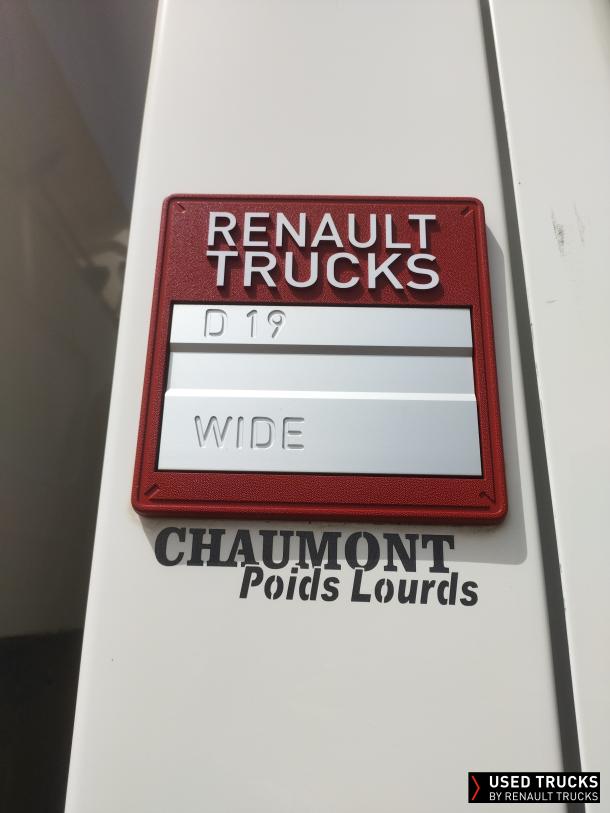 RENAULT
TRUCKS
D 19
WIDE
CHAUMONT
Poids Lourds
USED TRUCKS
BY RENAULT TRUCKS